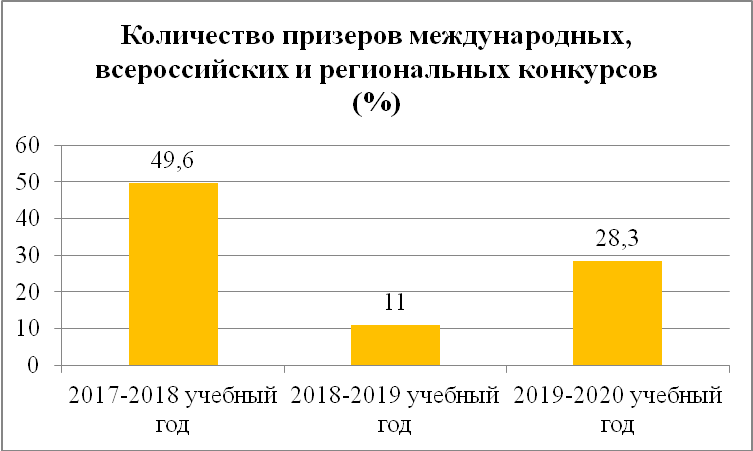 Количество призеров международных,
всероссийских и региональных конкурсов
(%)
60
50
40
30
20
10
0
49,6
11
28,3
2017-2018 учебный
год
2018-2019 учебный
год
2019-2020 учебный
год